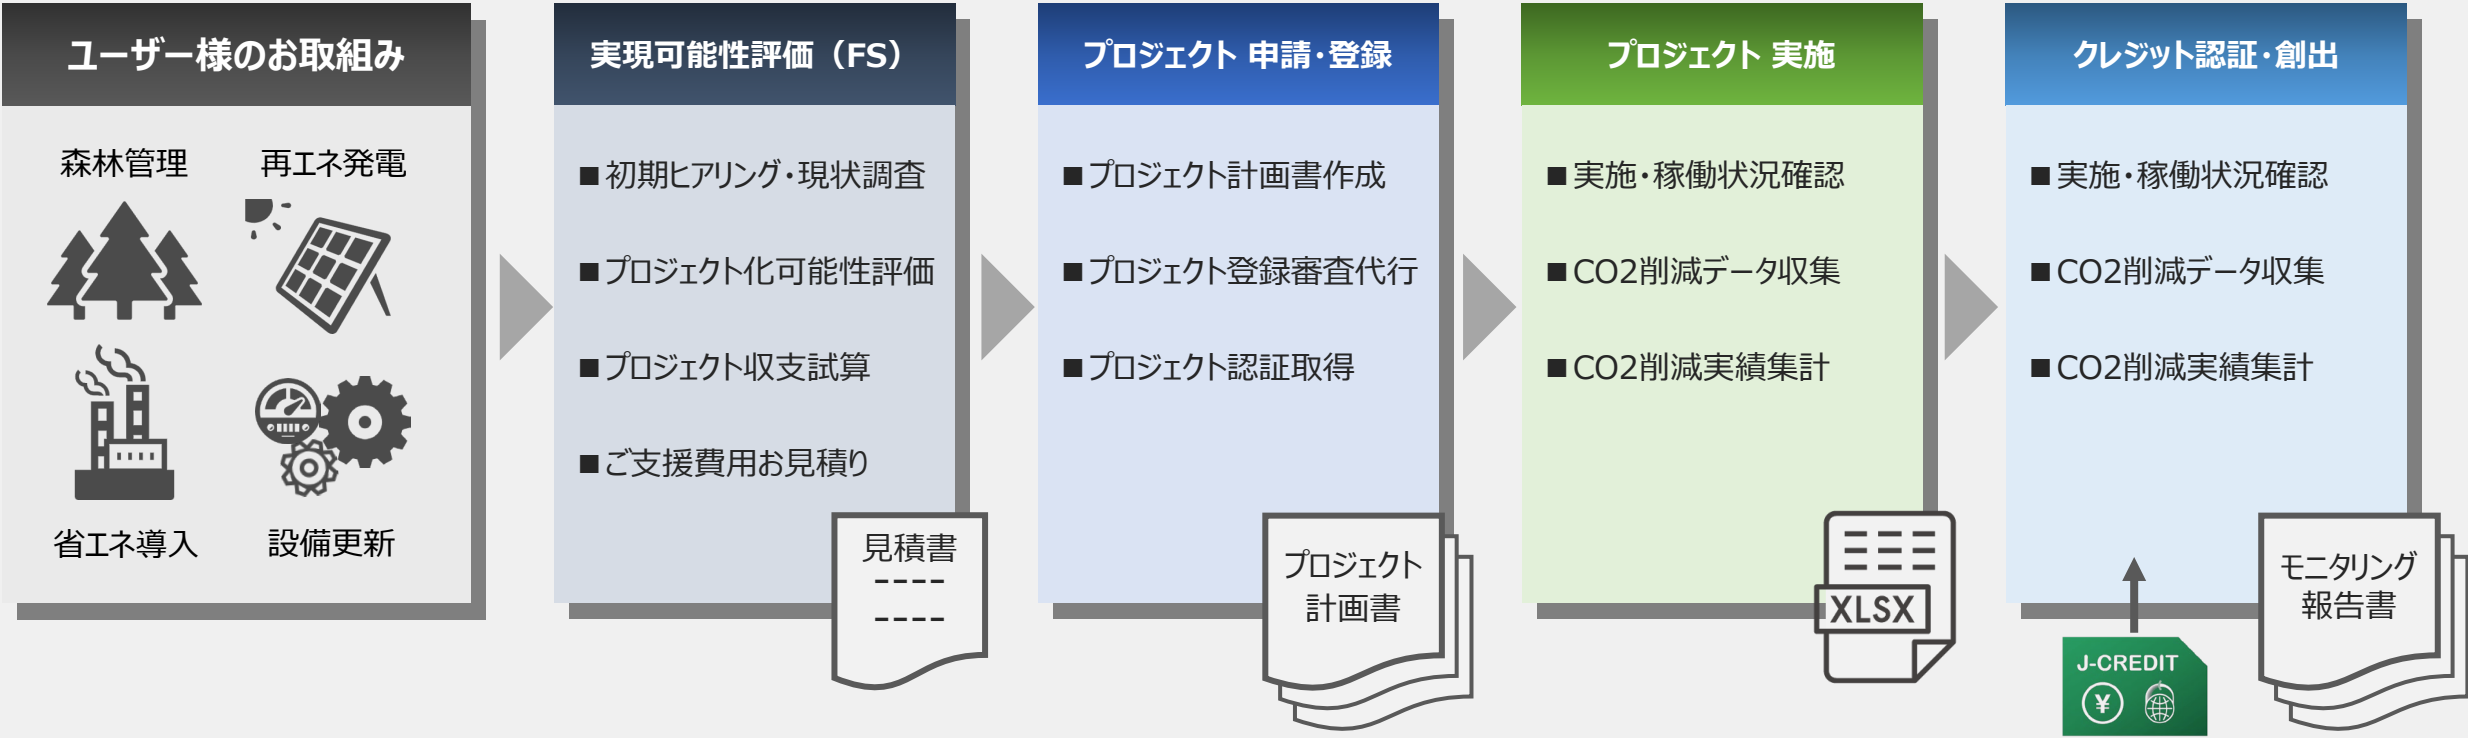 ユーザー様のお取組み
森林管理
再エネ発電
省エネ導入
設備更新
実現可能性評価（FS）
■初期ヒアリング・現状調査
■プロジェクト化可能性評価
■プロジェクト収支試算
■ご支援費用お見積り
見積書
----
----
プロジェクト 申請・登録
■プロジェクト計画書作成
■プロジェクト登録審査代行
■プロジェクト認証取得
プロジェクト
計画書
プロジェクト 実施
■実施・稼働状況確認
■CO2削減データ収集
■CO2削減実績集計
XLSX
クレジット認証・創出
■実施・稼働状況確認
■CO2削減データ収集
■CO2削減実績集計
J-CREDIT
¥
モニタリング
報告書